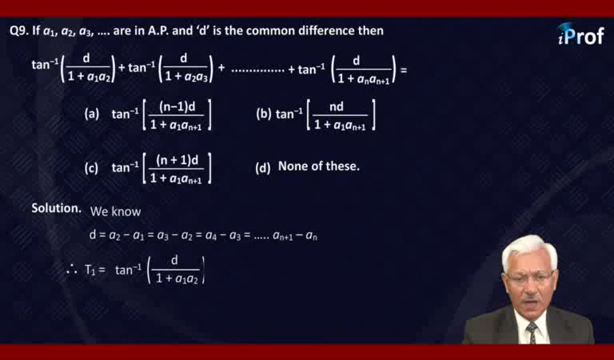 Q9. If a₁, a₂, a₃, .... are in A.P. and ‘d’ is the common difference then
iProf
tan⁻¹(d / 1 + a₁a₂) + tan⁻¹(d / 1 + a₂a₃) + .............. + tan⁻¹(d / 1 + aₙaₙ₊₁) =
(a) tan⁻¹[(n−1)d / 1 + a₁aₙ₊₁] (b) tan⁻¹[nd / 1 + a₁aₙ₊₁]
(c) tan⁻¹[(n + 1)d / 1 + a₁aₙ₊₁] (d) None of these.
Solution. We know
d = a₂ − a₁ = a₃ − a₂ = a₄ − a₃ = ..... aₙ₊₁ − aₙ
∴ T₁ = tan⁻¹(d / 1 + a₁a₂)